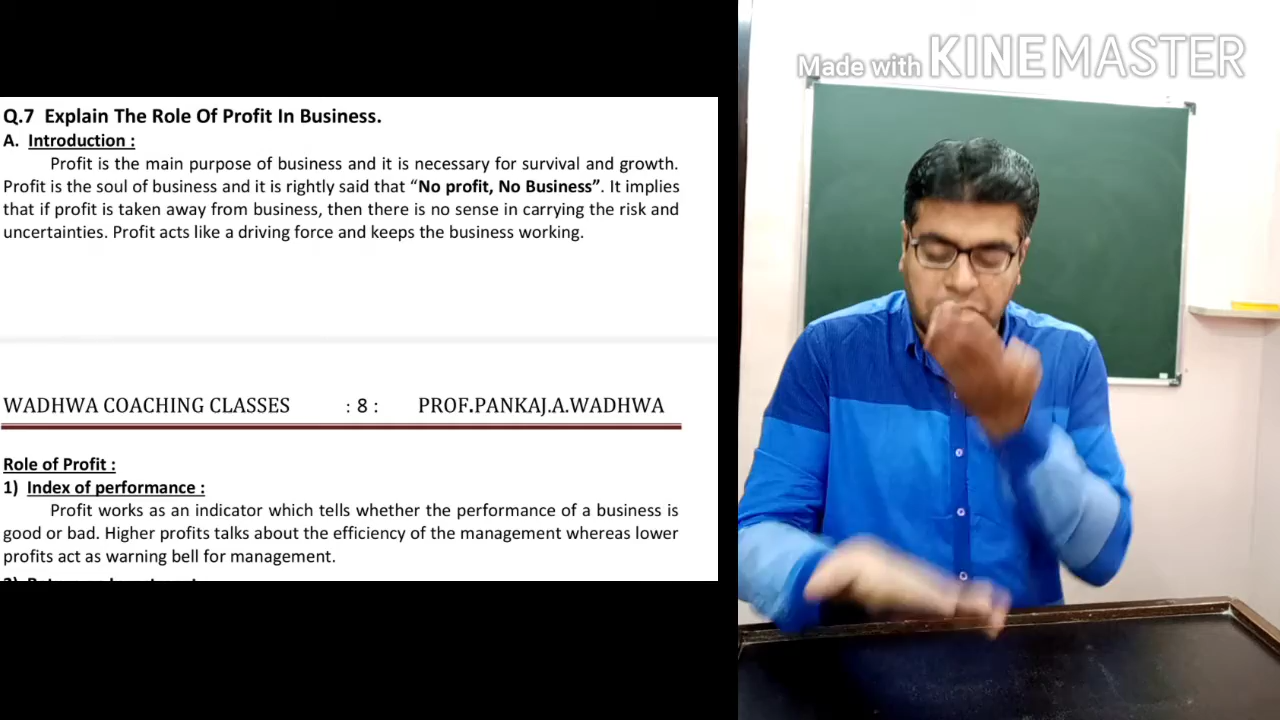 Made with KINEMASTER
Q.7 Explain The Role Of Profit In Business.
A. Introduction :
Profit is the main purpose of business and it is necessary for survival and growth.
Profit is the soul of business and it is rightly said that “No profit, No Business”. It implies
that if profit is taken away from business, then there is no sense in carrying the risk and
uncertainties. Profit acts like a driving force and keeps the business working.
WADHWA COACHING CLASSES : 8 : PROF.PANKAJ.A.WADHWA
Role of Profit :
1) Index of performance :
Profit works as an indicator which tells whether the performance of a business is
good or bad. Higher profits talks about the efficiency of the management whereas lower
profits act as warning bell for management.